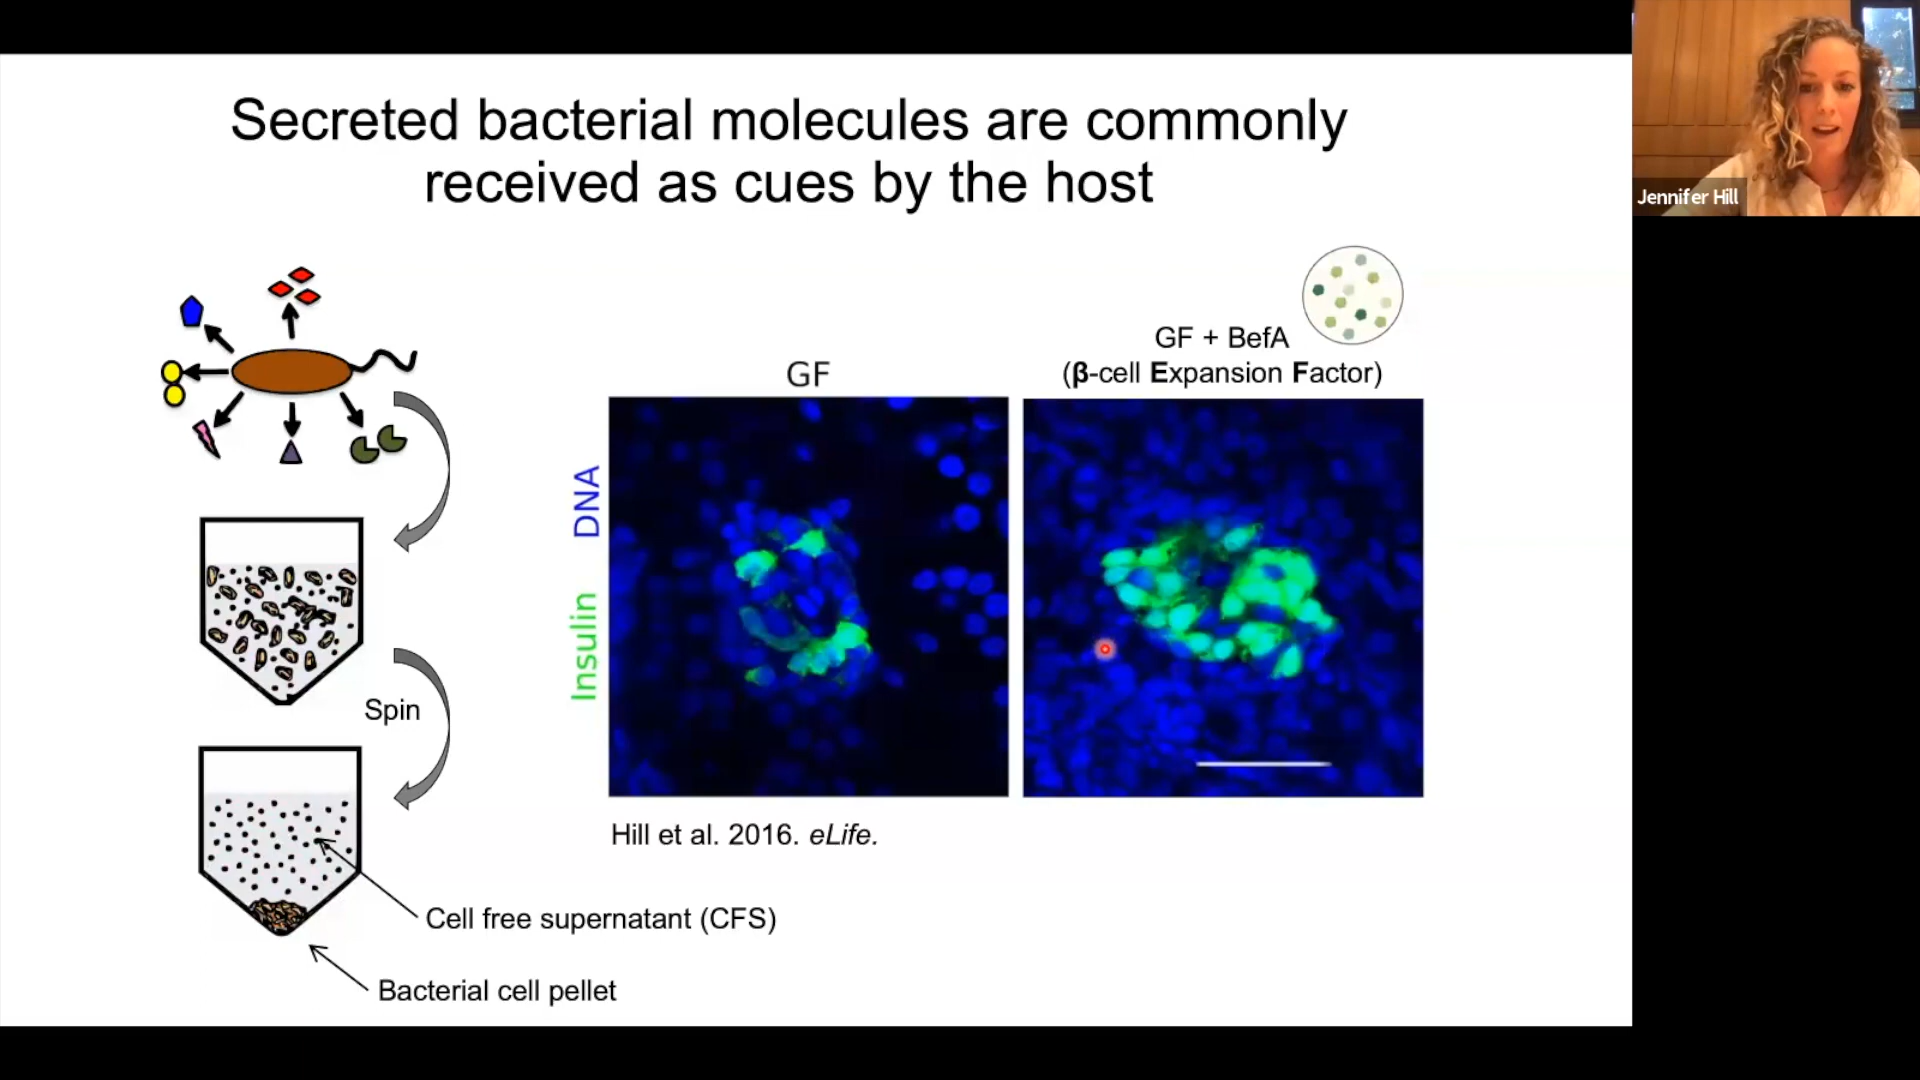 Secreted bacterial molecules are commonly
received as cues by the host
Jennifer Hill
GF + BefA
(β-cell Expansion Factor)
GF
DNA
Insulin
Spin
Hill et al. 2016. eLife.
Cell free supernatant (CFS)
Bacterial cell pellet